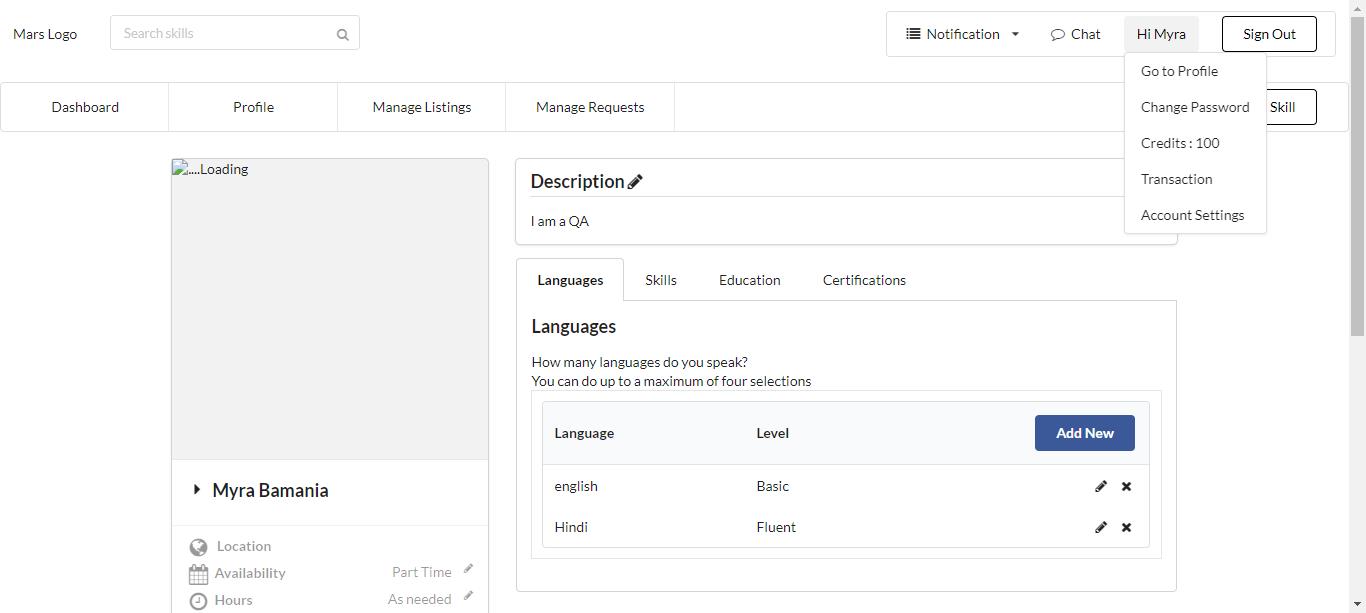 Mars Logo
Search skills
Notification
Chat
Hi Myra
Sign Out
Go to Profile
Change Password
Credits : 100
Transaction
Account Settings
Dashboard
Profile
Manage Listings
Manage Requests
Skill
....Loading
Description
I am a QA
Languages
Skills
Education
Certifications
Languages
How many languages do you speak?
You can do up to a maximum of four selections
Language Level Add New
english Basic
Hindi Fluent
Myra Bamania
Location
Availability Part Time
Hours As needed